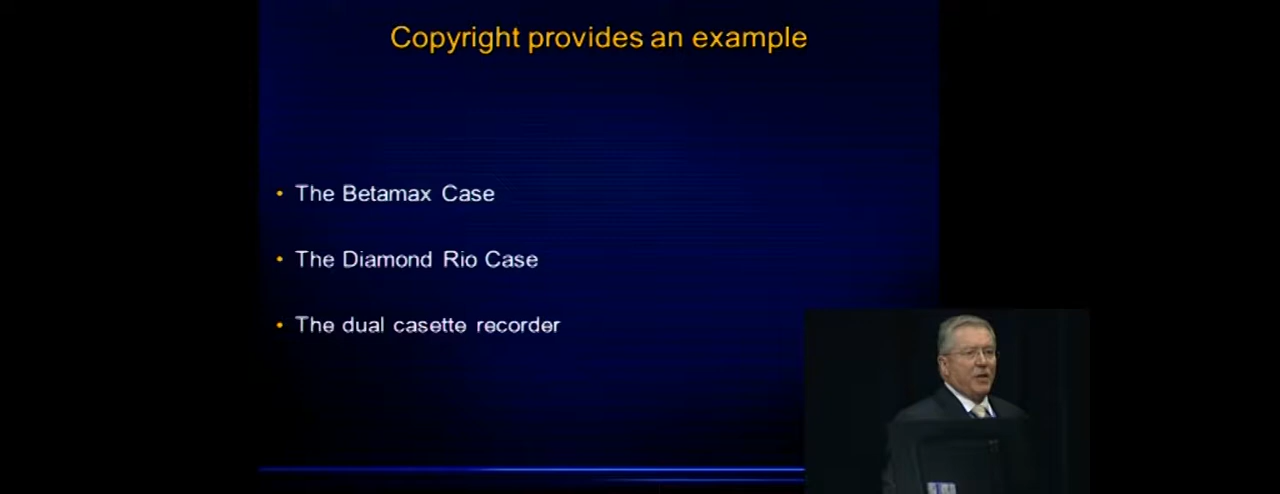 Copyright provides an example
• The Betamax Case
• The Diamond Rio Case
• The dual casette recorder